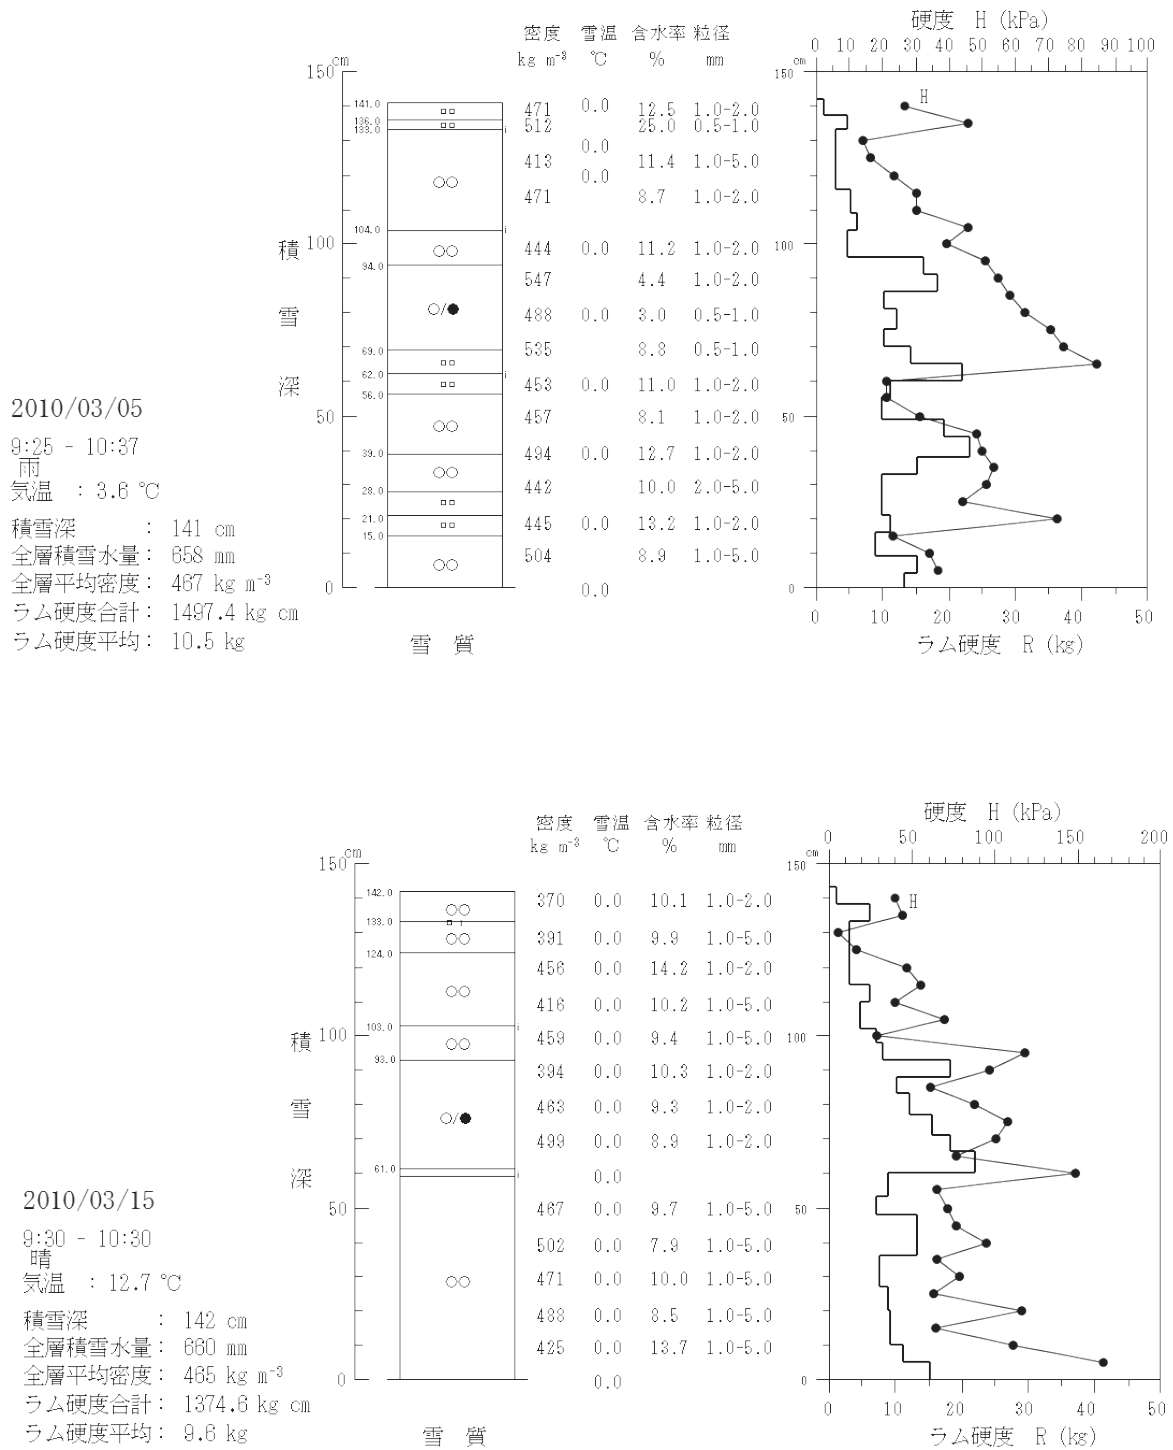 硬度 H (kPa)
密度 雪温 含水率 粒径
kg m⁻³ ℃ % mm
0 10 20 30 40 50 60 70 80 90 100
150 cm
150 cm
141.0
136.0
133.0 i
104.0 i
94.0
69.0
62.0 i
56.0
39.0
28.0
21.0
15.0
0.0
471 12.5 1.0-2.0
512 25.0 0.5-1.0
0.0
413 11.4 1.0-5.0
0.0
471 8.7 1.0-2.0
444 0.0 11.2 1.0-2.0
547 4.4 1.0-2.0
488 0.0 3.0 0.5-1.0
535 8.8 0.5-1.0
453 0.0 11.0 1.0-2.0
457 8.1 1.0-2.0
494 0.0 12.7 1.0-2.0
442 10.0 2.0-5.0
445 0.0 13.2 1.0-2.0
504 8.9 1.0-5.0
0.0
H
100
50
0
100
50
0
積
雪
深
2010/03/05
9:25 - 10:37
雨
気温 : 3.6 ℃
積雪深 : 141 cm
全層積雪水量 : 658 mm
全層平均密度 : 467 kg m⁻³
ラム硬度合計 : 1497.4 kg cm
ラム硬度平均 : 10.5 kg
雪 質
0 10 20 30 40 50
ラム硬度 R (kg)
硬度 H (kPa)
密度 雪温 含水率 粒径
kg m⁻³ ℃ % mm
0 50 100 150 200
150 cm
150 cm
142.0
133.0
124.0
103.0 i
93.0
61.0
i
370 0.0 10.1 1.0-2.0
391 0.0 9.9 1.0-5.0
456 0.0 14.2 1.0-2.0
416 0.0 10.2 1.0-5.0
459 0.0 9.4 1.0-5.0
394 0.0 10.3 1.0-2.0
463 0.0 9.3 1.0-2.0
499 0.0 8.9 1.0-2.0
0.0
467 0.0 9.7 1.0-5.0
502 0.0 7.9 1.0-5.0
471 0.0 10.0 1.0-5.0
488 0.0 8.5 1.0-5.0
425 0.0 13.7 1.0-5.0
0.0
H
100
50
0
100
50
0
積
雪
深
2010/03/15
9:30 - 10:30
晴
気温 : 12.7 ℃
積雪深 : 142 cm
全層積雪水量 : 660 mm
全層平均密度 : 465 kg m⁻³
ラム硬度合計 : 1374.6 kg cm
ラム硬度平均 : 9.6 kg
雪 質
0 10 20 30 40 50
ラム硬度 R (kg)